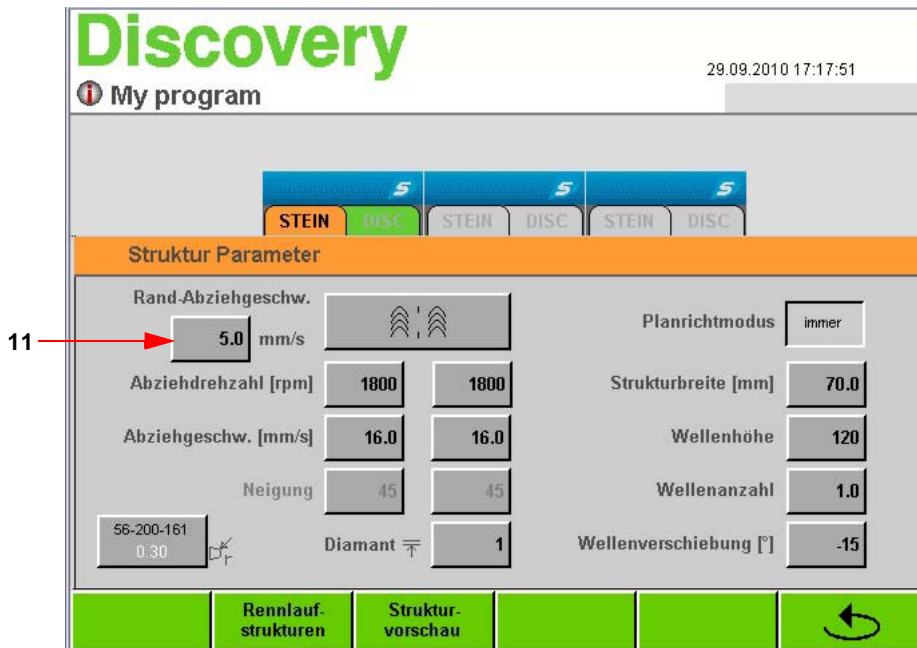 Discovery
29.09.2010 17:17:51
My program
STEIN DISC STEIN DISC STEIN DISC
Struktur Parameter
Rand-Abziehgeschw.
11
5.0 mm/s
Planrichtmodus immer
Abziehdrehzahl [rpm] 1800 1800
Strukturbreite [mm] 70.0
Abziehgeschw. [mm/s] 16.0 16.0
Wellenhöhe 120
Neigung 45 45
Wellenanzahl 1.0
56-200-161
0.30
r
Diamant 1
Wellenverschiebung [°] -15
Rennlauf-
strukturen
Struktur-
vorschau